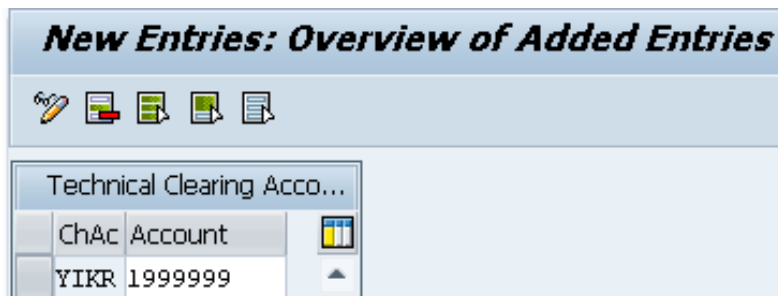 New Entries: Overview of Added Entries
Technical Clearing Acco...
ChAc Account
YIKR 1999999